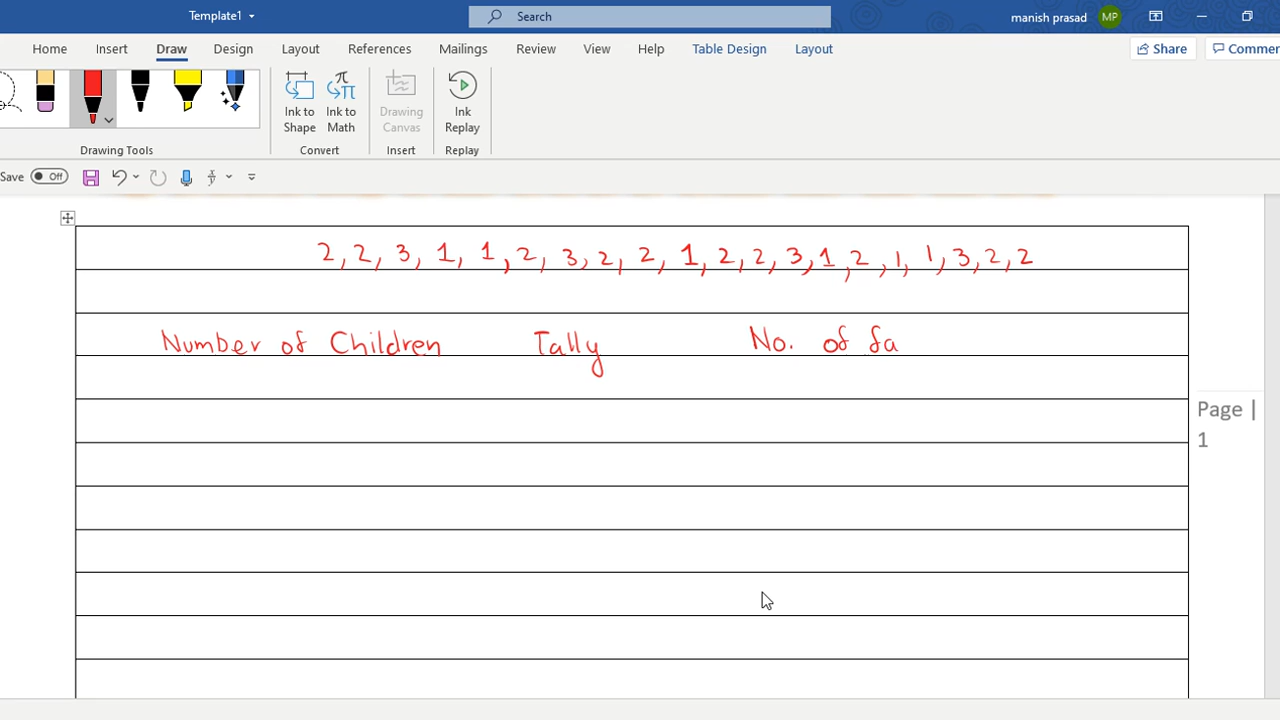 Template1
Search
manish prasad
MP
Home Insert Draw Design Layout References Mailings Review View Help Table Design Layout
Share
Comme
Ink to Shape
Ink to Math
Drawing Canvas
Ink Replay
Drawing Tools Convert Insert Replay
Save Off
2, 2, 3, 1, 1, 2, 3, 2, 2, 1, 2, 2, 3, 1, 2, 1, 1, 3, 2, 2
Number of Children Tally No. of fa
Page |
1